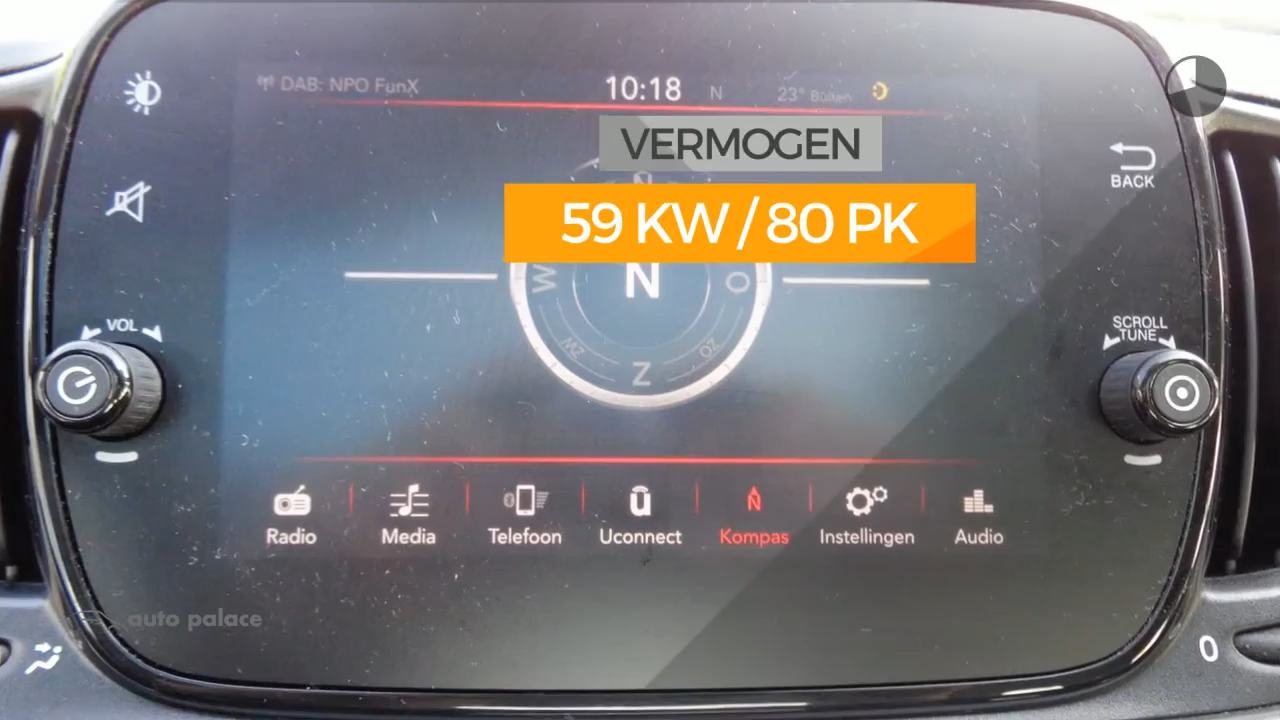 DAB: NPO FunX 10:18 N 23° Buiten
VERMOGEN
BACK
59 KW / 80 PK
N
W N O
VOL
SCROLL
TUNE
ZW ZO
Z
Radio Media Telefoon Uconnect Kompas Instellingen Audio
auto palace
0